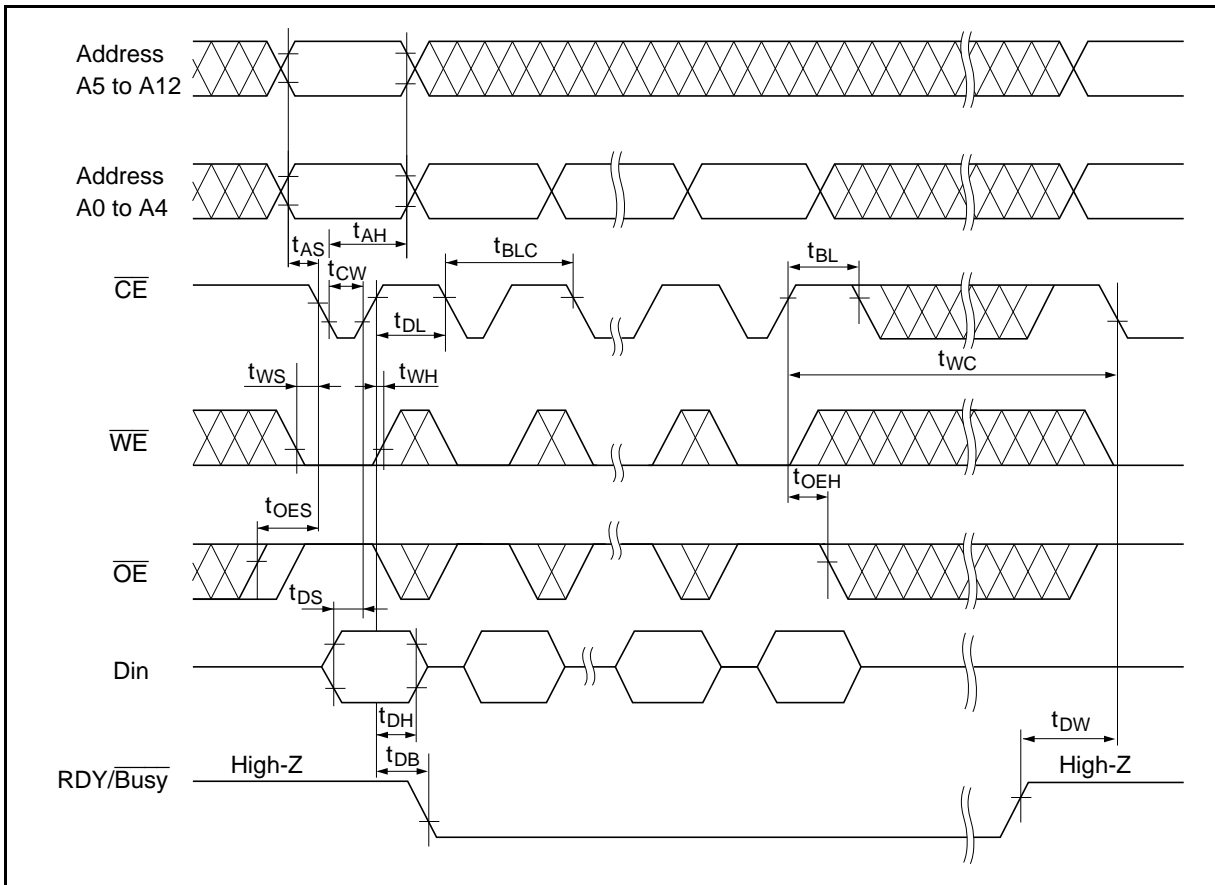 Address
A5 to A12
Address
A0 to A4
tAS
tAH
tCW
tBLC
tBL
CE
tDL
tWC
tWS
tWH
WE
tOES
tOEH
OE
tDS
Din
tDH
tDW
tDB
High-Z
High-Z
RDY/Busy